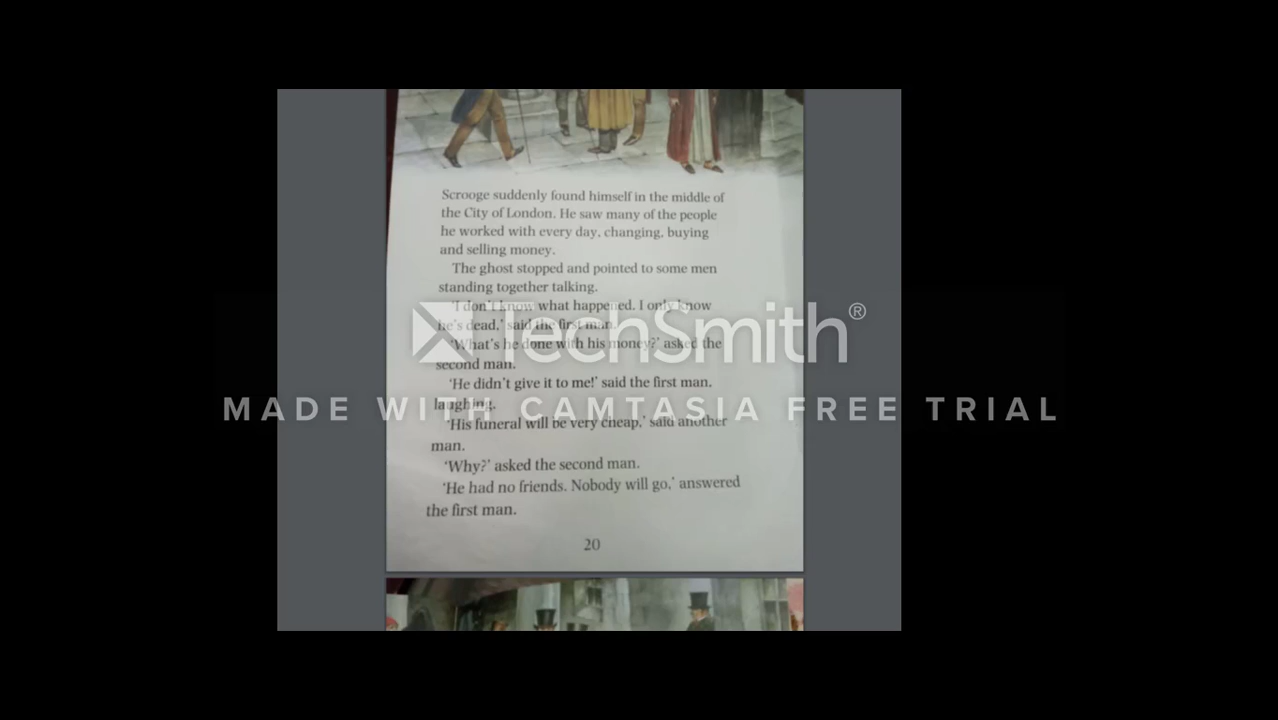 Scrooge suddenly found himself in the middle of
the City of London. He saw many of the people
he worked with every day, changing, buying
and selling money.
The ghost stopped and pointed to some men
standing together talking.
'I don't know what happened. I only know
he's dead,' said the first man.
TechSmith®
'What's he done with his money?' asked the
second man.
'He didn't give it to me!' said the first man,
laughing.
MADE WITH CAMTASIA FREE TRIAL
'His funeral will be very cheap,' said another
man.
'Why?' asked the second man.
'He had no friends. Nobody will go,' answered
the first man.
20